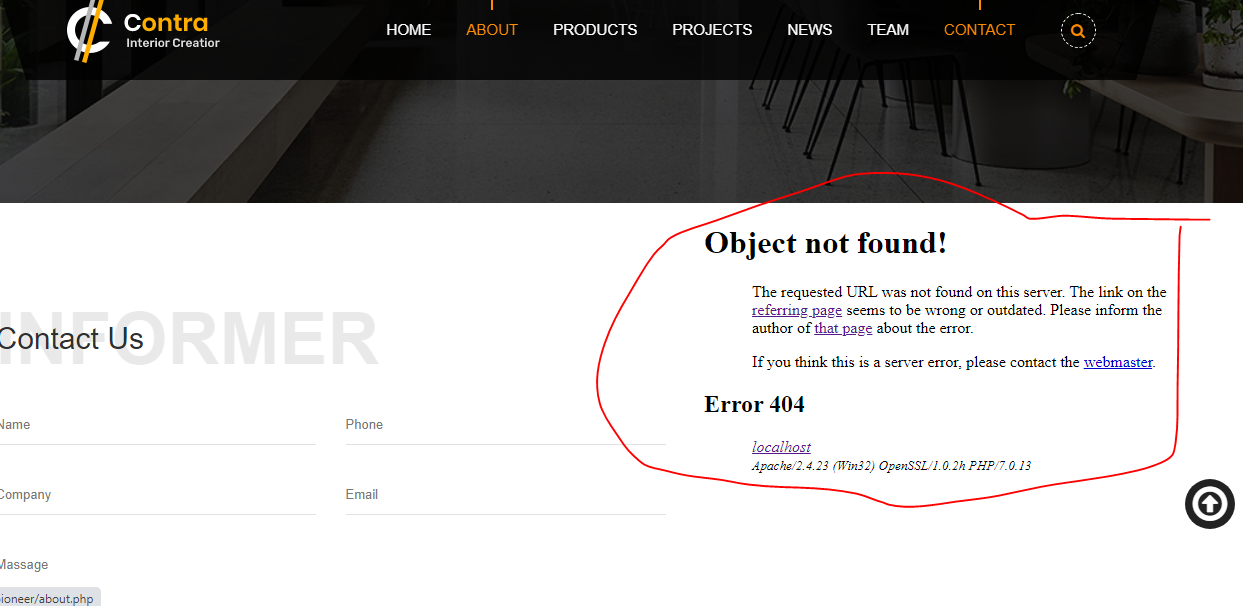 Contra
Interior Creatior
HOME ABOUT PRODUCTS PROJECTS NEWS TEAM CONTACT
Object not found!
The requested URL was not found on this server. The link on the
referring page seems to be wrong or outdated. Please inform the
author of that page about the error.
If you think this is a server error, please contact the webmaster.
Error 404
localhost
Apache/2.4.23 (Win32) OpenSSL/1.0.2h PHP/7.0.13
INFORMER
Contact Us
Name Phone
Company Email
Massage
ioneer/about.php